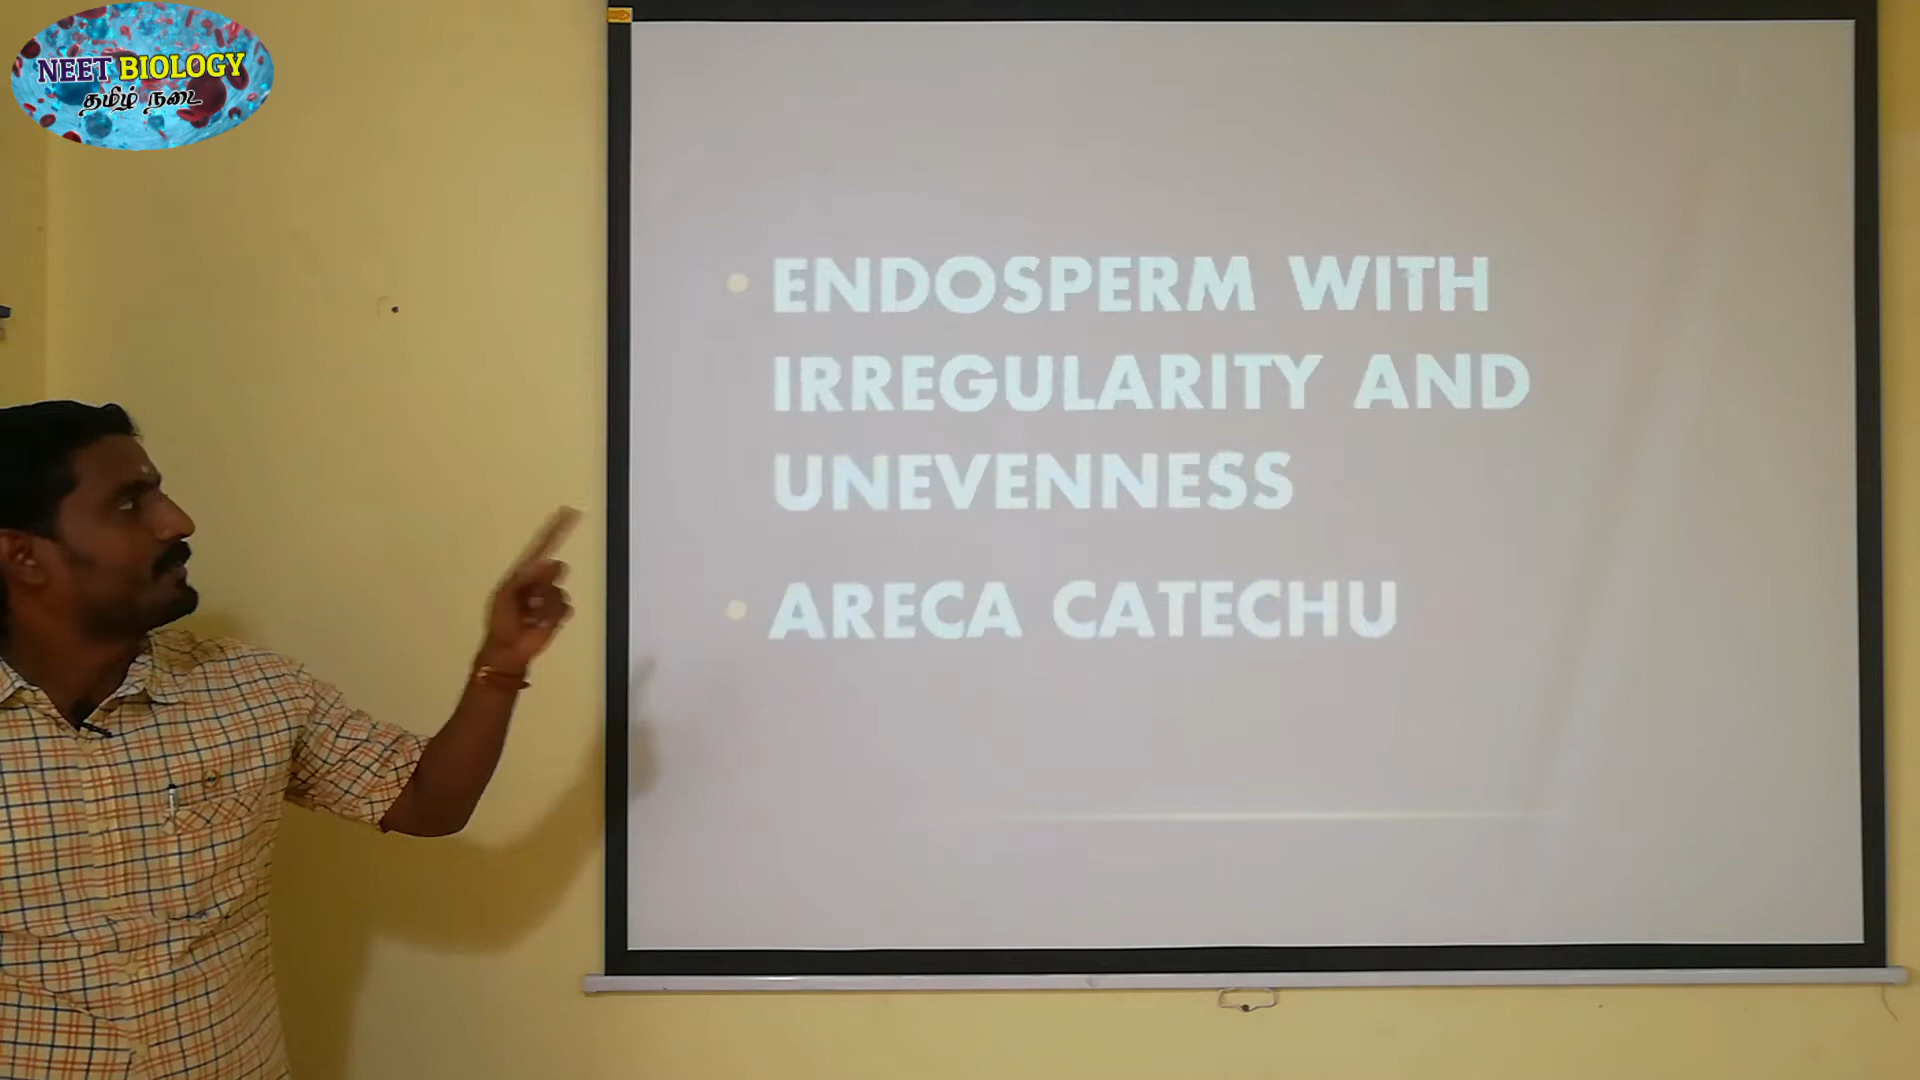 NEET BIOLOGY
தமிழ் நடை
• ENDOSPERM WITH
IRREGULARITY AND
UNEVENNESS
• ARECA CATECHU